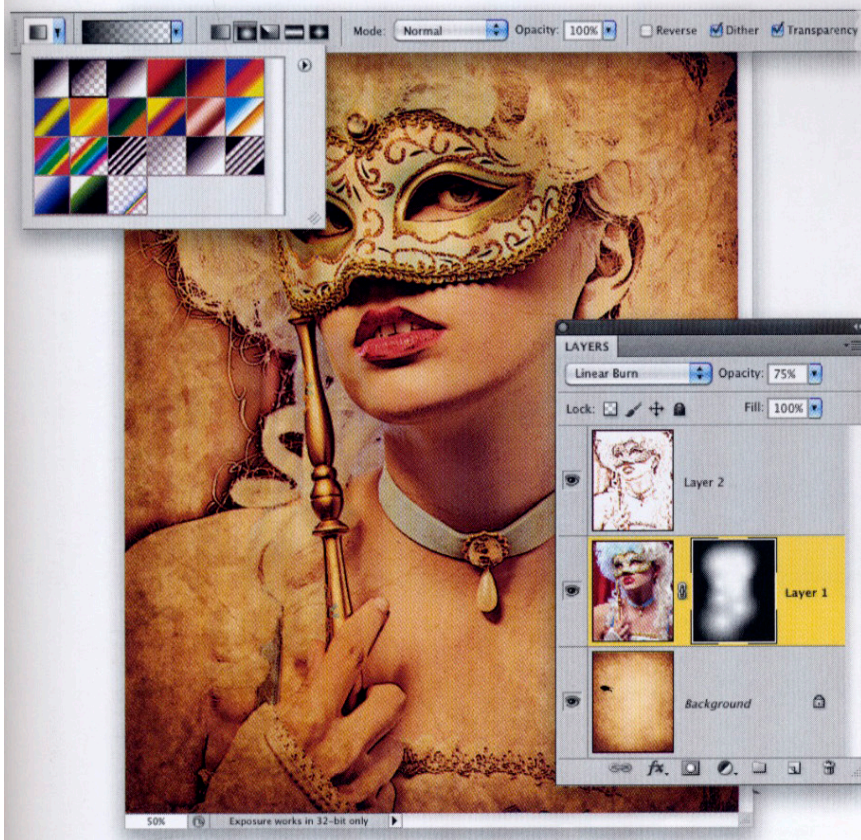 Mode: Normal Opacity: 100% Reverse Dither Transparency
LAYERS
Linear Burn Opacity: 75%
Lock: Fill: 100%
Layer 2
Layer 1
Background
fx.
50% Exposure works in 32-bit only